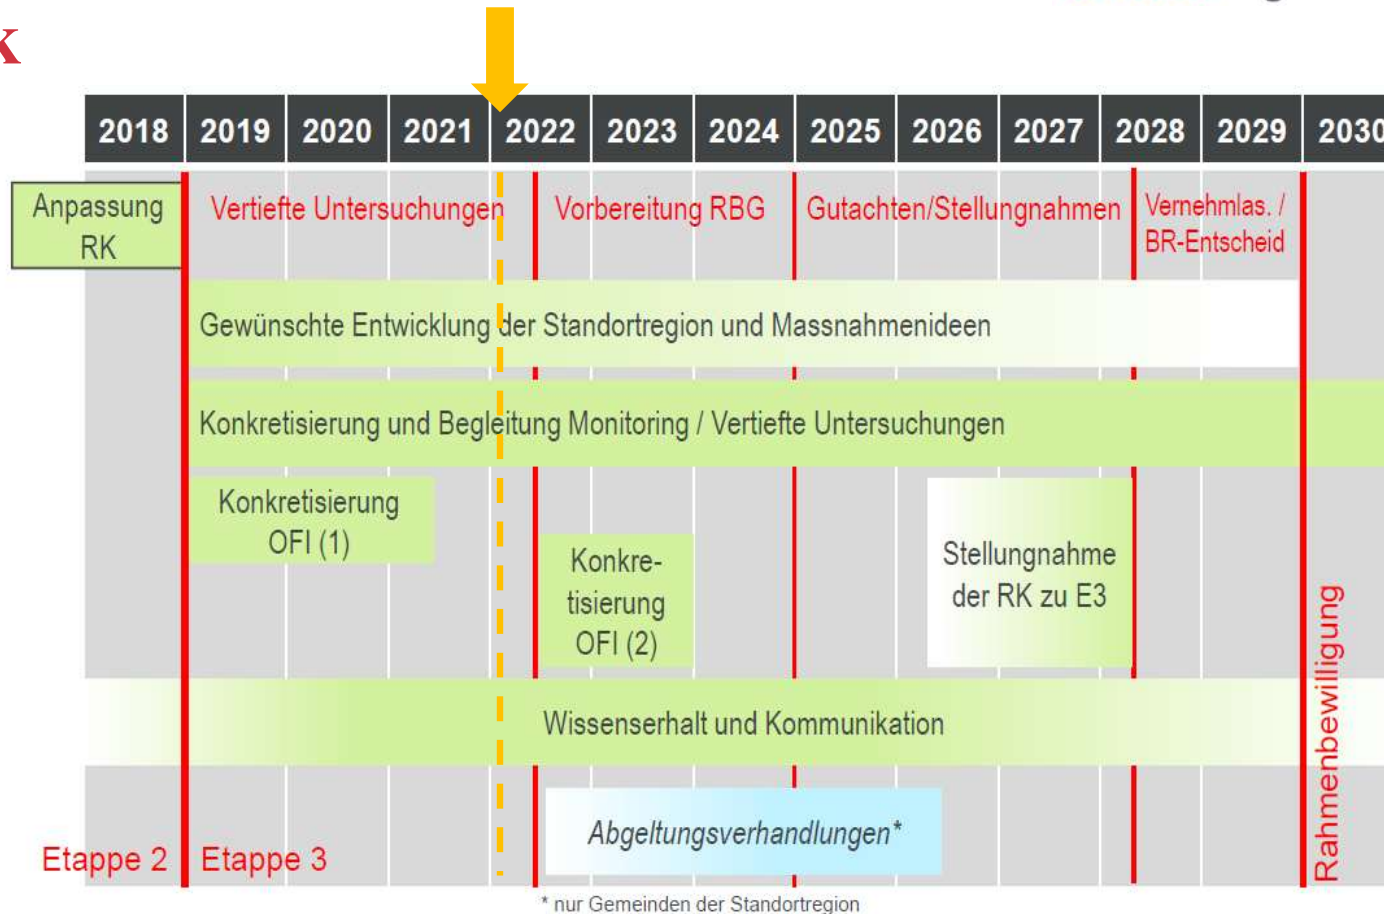 k
2018 2019 2020 2021 2022 2023 2024 2025 2026 2027 2028 2029 2030
Anpassung
RK
Vertiefte Untersuchungen
Vorbereitung RBG
Gutachten/Stellungnahmen
Vernehmlas. /
BR-Entscheid
Gewünschte Entwicklung der Standortregion und Massnahmenideen
Konkretisierung und Begleitung Monitoring / Vertiefte Untersuchungen
Konkretisierung
OFI (1)
Konkre-
tisierung
OFI (2)
Stellungnahme
der RK zu E3
Wissenserhalt und Kommunikation
Abgeltungsverhandlungen*
Rahmenbewilligung
Etappe 2
Etappe 3
* nur Gemeinden der Standortregion